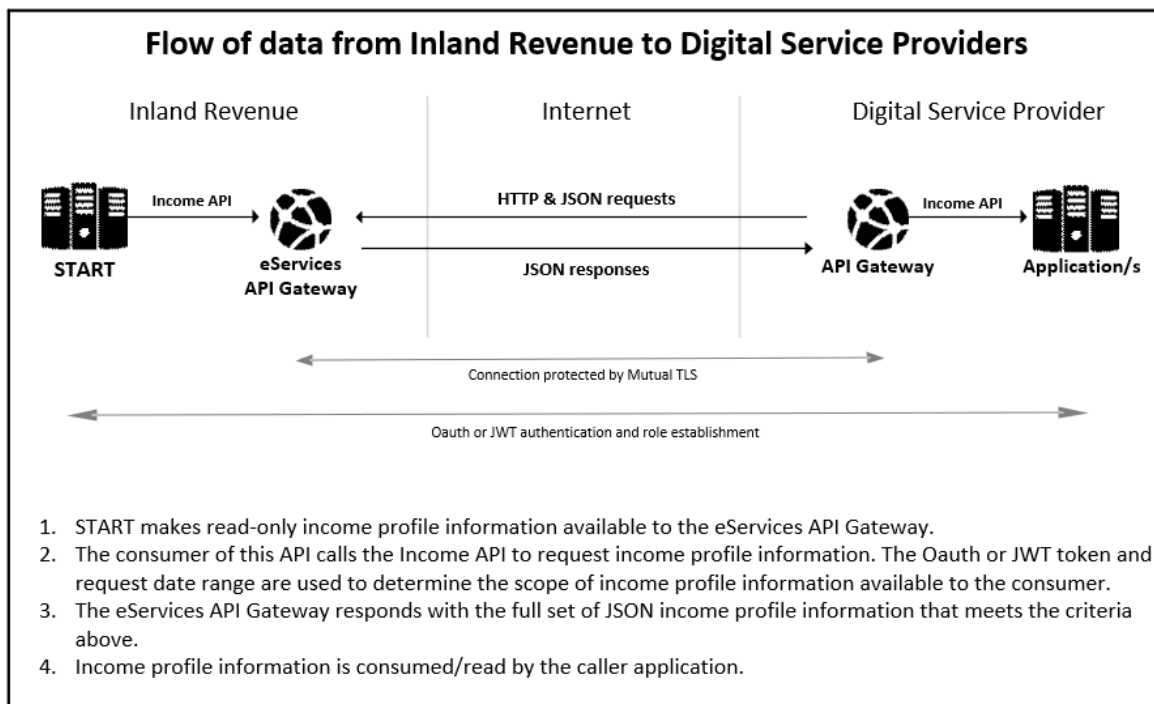 Flow of data from Inland Revenue to Digital Service Providers
Inland Revenue
Internet
Digital Service Provider
Income API
HTTP & JSON requests
Income API
START
eServices
API Gateway
JSON responses
API Gateway
Application/s
Connection protected by Mutual TLS
Oauth or JWT authentication and role establishment
1. START makes read-only income profile information available to the eServices API Gateway.
2. The consumer of this API calls the Income API to request income profile information. The Oauth or JWT token and
request date range are used to determine the scope of income profile information available to the consumer.
3. The eServices API Gateway responds with the full set of JSON income profile information that meets the criteria
above.
4. Income profile information is consumed/read by the caller application.